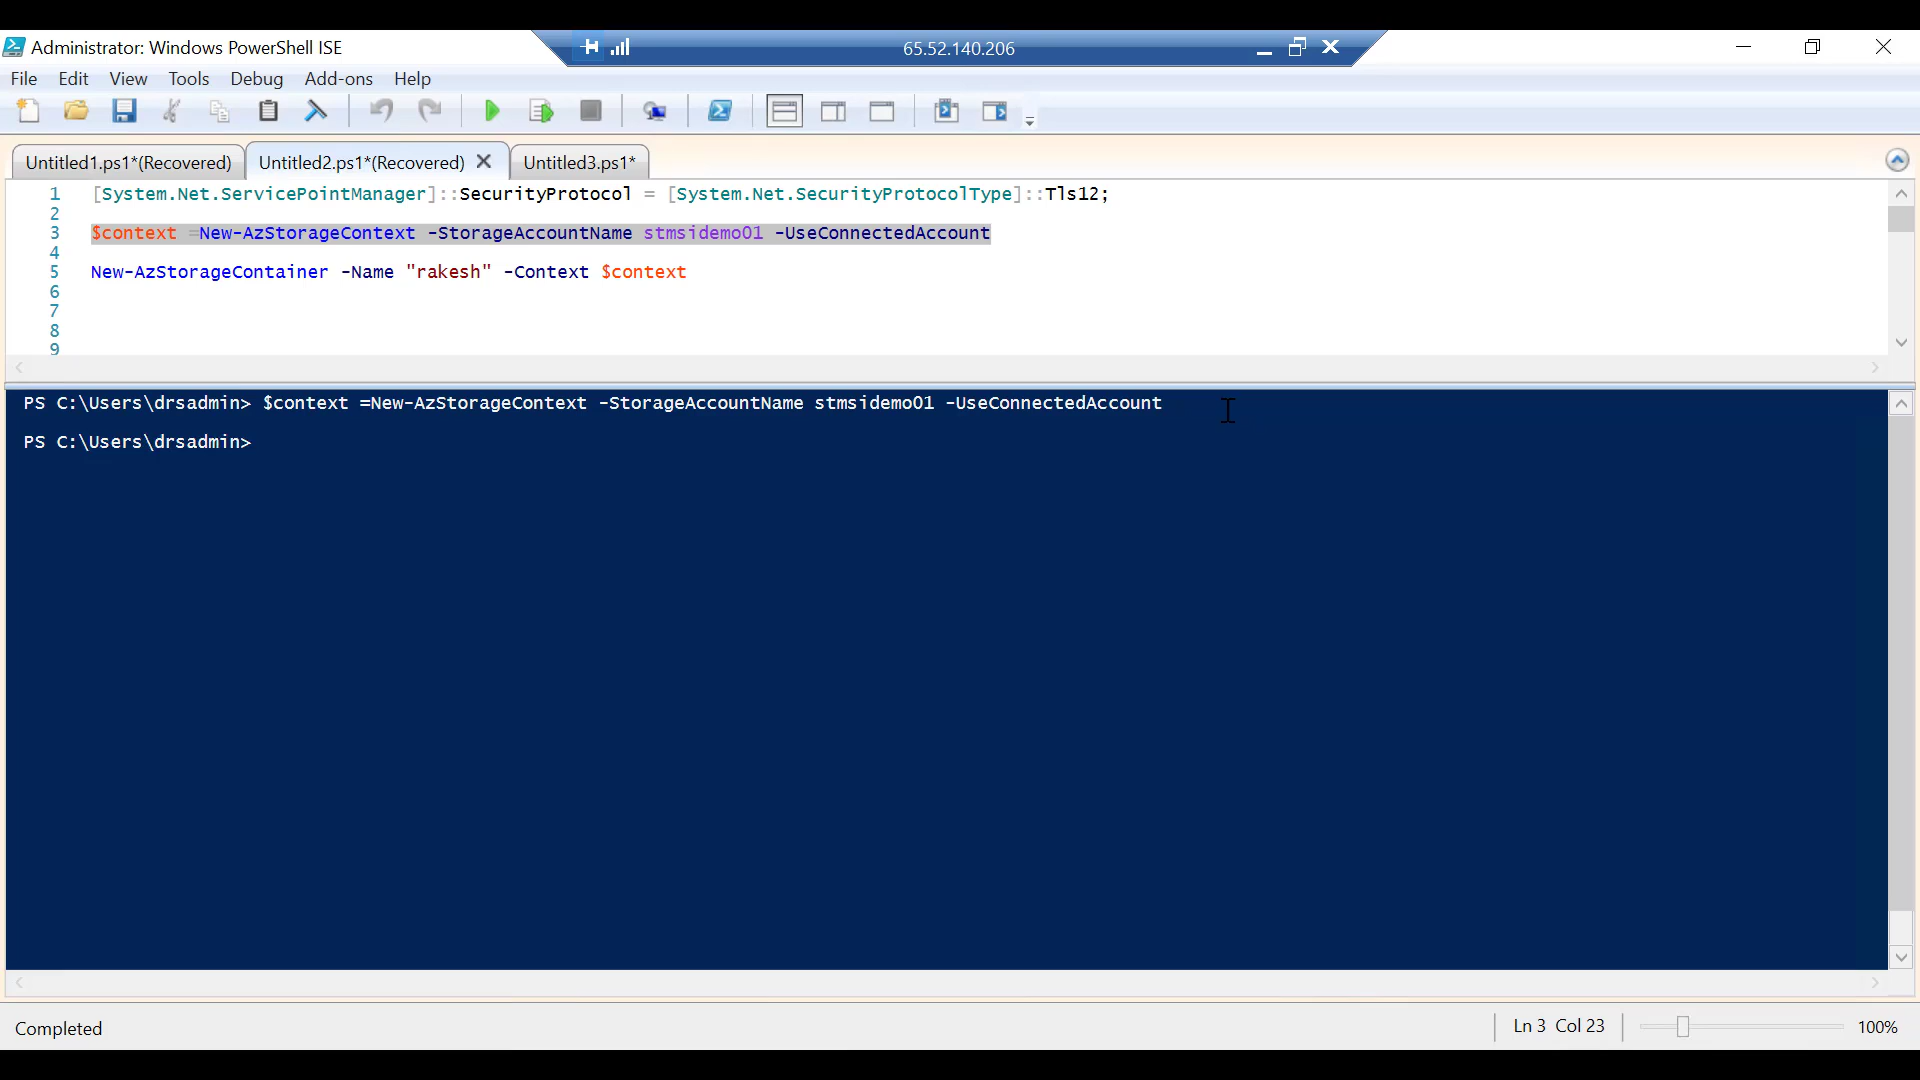 Administrator: Windows PowerShell ISE
65.52.140.206
File Edit View Tools Debug Add-ons Help
Untitled1.ps1*(Recovered) Untitled2.ps1*(Recovered) Untitled3.ps1*
1 [System.Net.ServicePointManager]::SecurityProtocol = [System.Net.SecurityProtocolType]::Tls12;
2
3 $context =New-AzStorageContext -StorageAccountName stmsidemo01 -UseConnectedAccount
4
5 New-AzStorageContainer -Name "rakesh" -Context $context
6
7
8
9
PS C:\Users\drsadmin> $context =New-AzStorageContext -StorageAccountName stmsidemo01 -UseConnectedAccount
PS C:\Users\drsadmin>
Completed
Ln 3 Col 23
100%